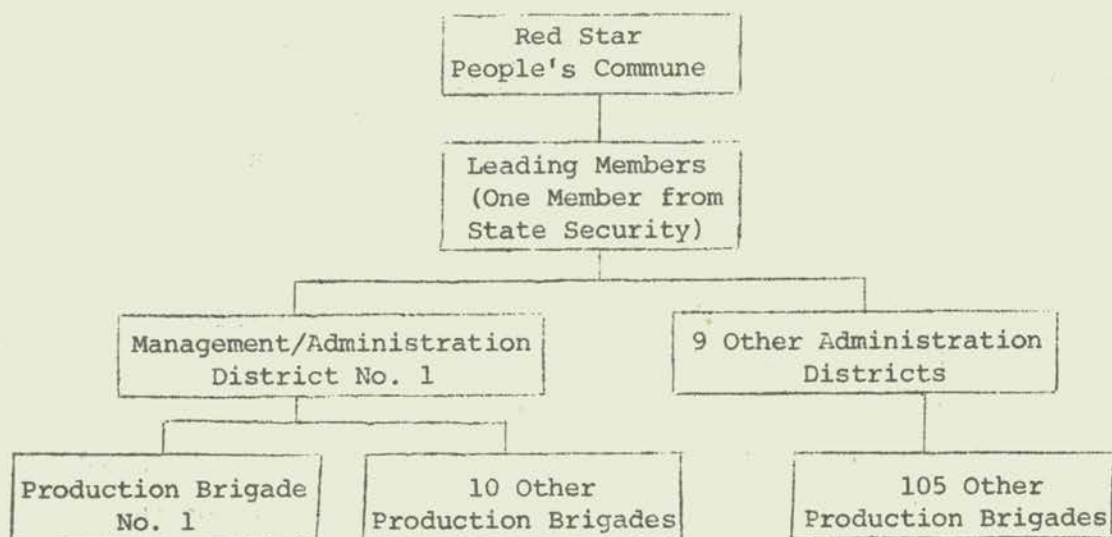 Red Star
People's Commune
Leading Members
(One Member from
State Security)
Management/Administration
District No. 1
9 Other Administration
Districts
Production Brigade
No. 1
10 Other
Production Brigades
105 Other
Production Brigades